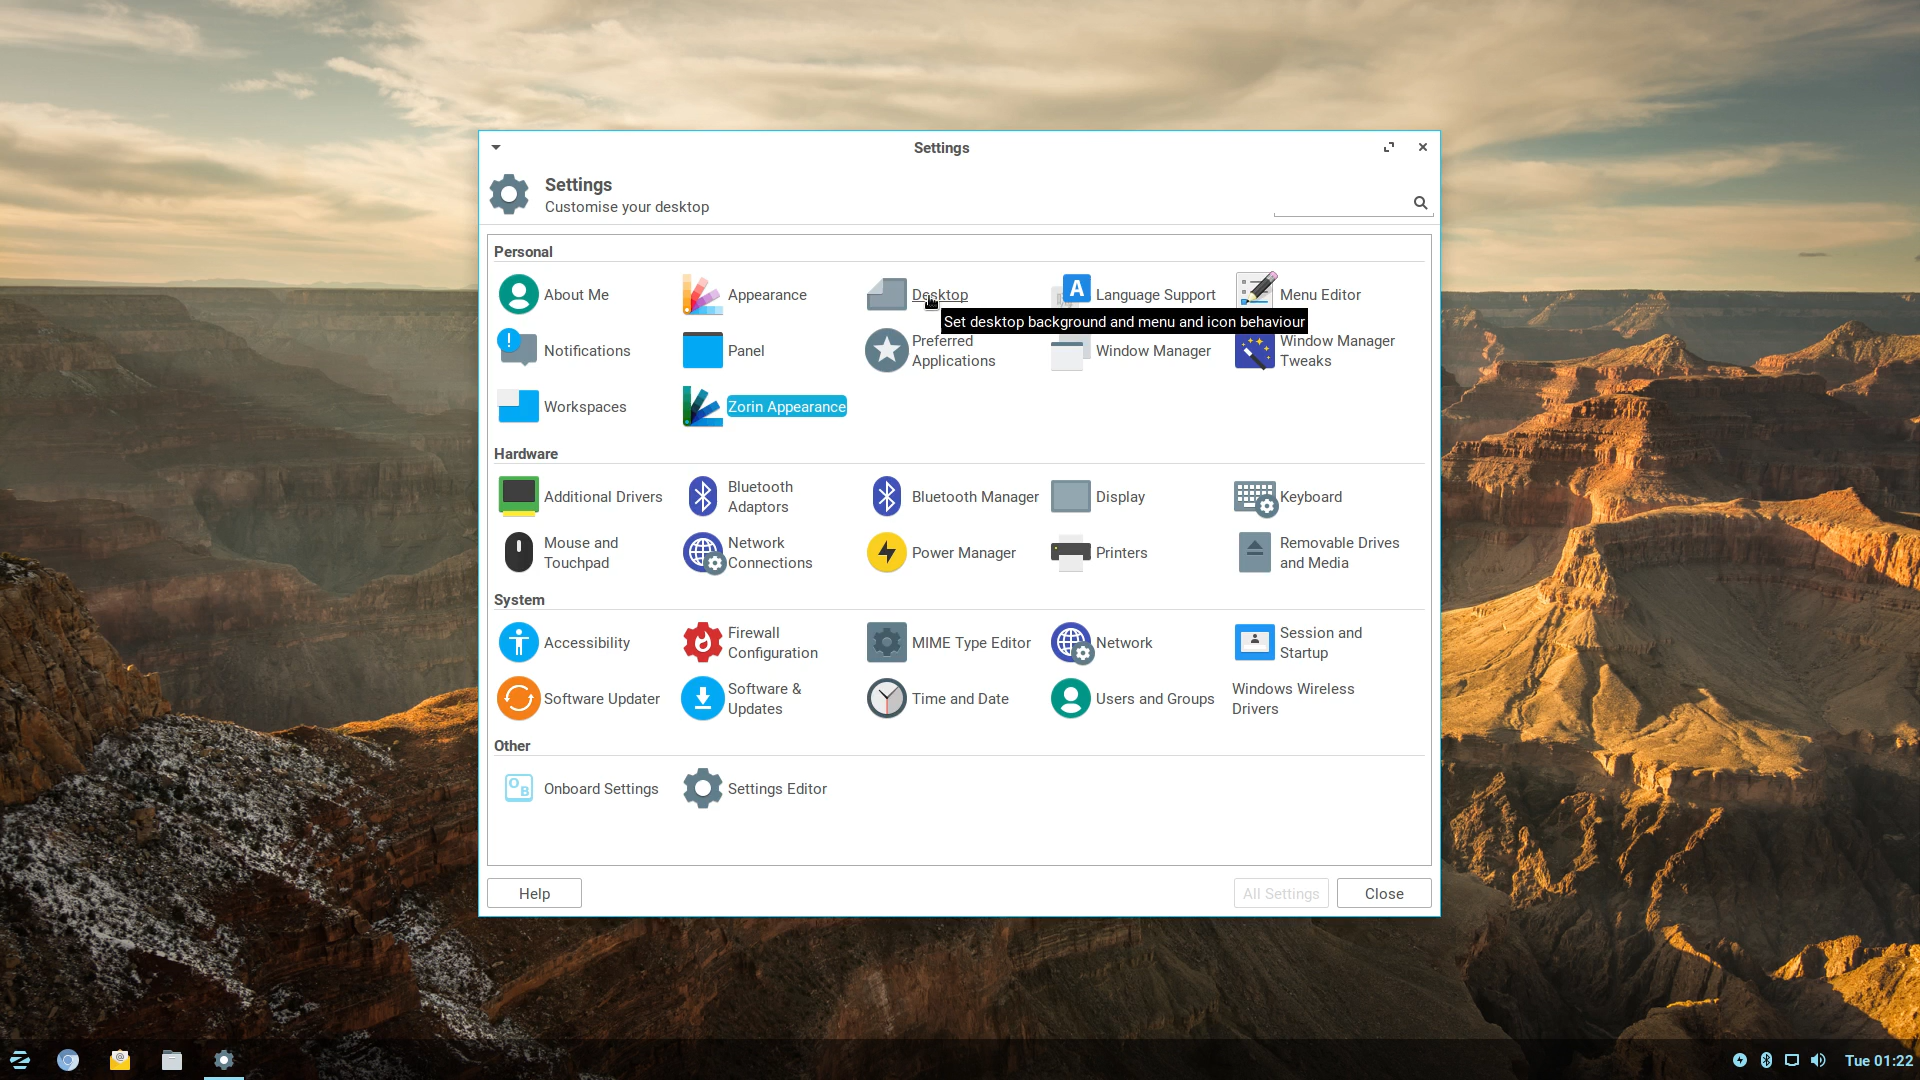 Settings
Settings
Customise your desktop
Personal
About Me
Appearance
Desktop
Language Support
Menu Editor
Set desktop background and menu and icon behaviour
Notifications
Panel
Preferred
Applications
Window Manager
Window Manager
Tweaks
Workspaces
Zorin Appearance
Hardware
Additional Drivers
Bluetooth
Adaptors
Bluetooth Manager
Display
Keyboard
Mouse and
Touchpad
Network
Connections
Power Manager
Printers
Removable Drives
and Media
System
Accessibility
Firewall
Configuration
MIME Type Editor
Network
Session and
Startup
Software Updater
Software &
Updates
Time and Date
Users and Groups
Windows Wireless
Drivers
Other
Onboard Settings
Settings Editor
Help
All Settings
Close
Tue 01:22